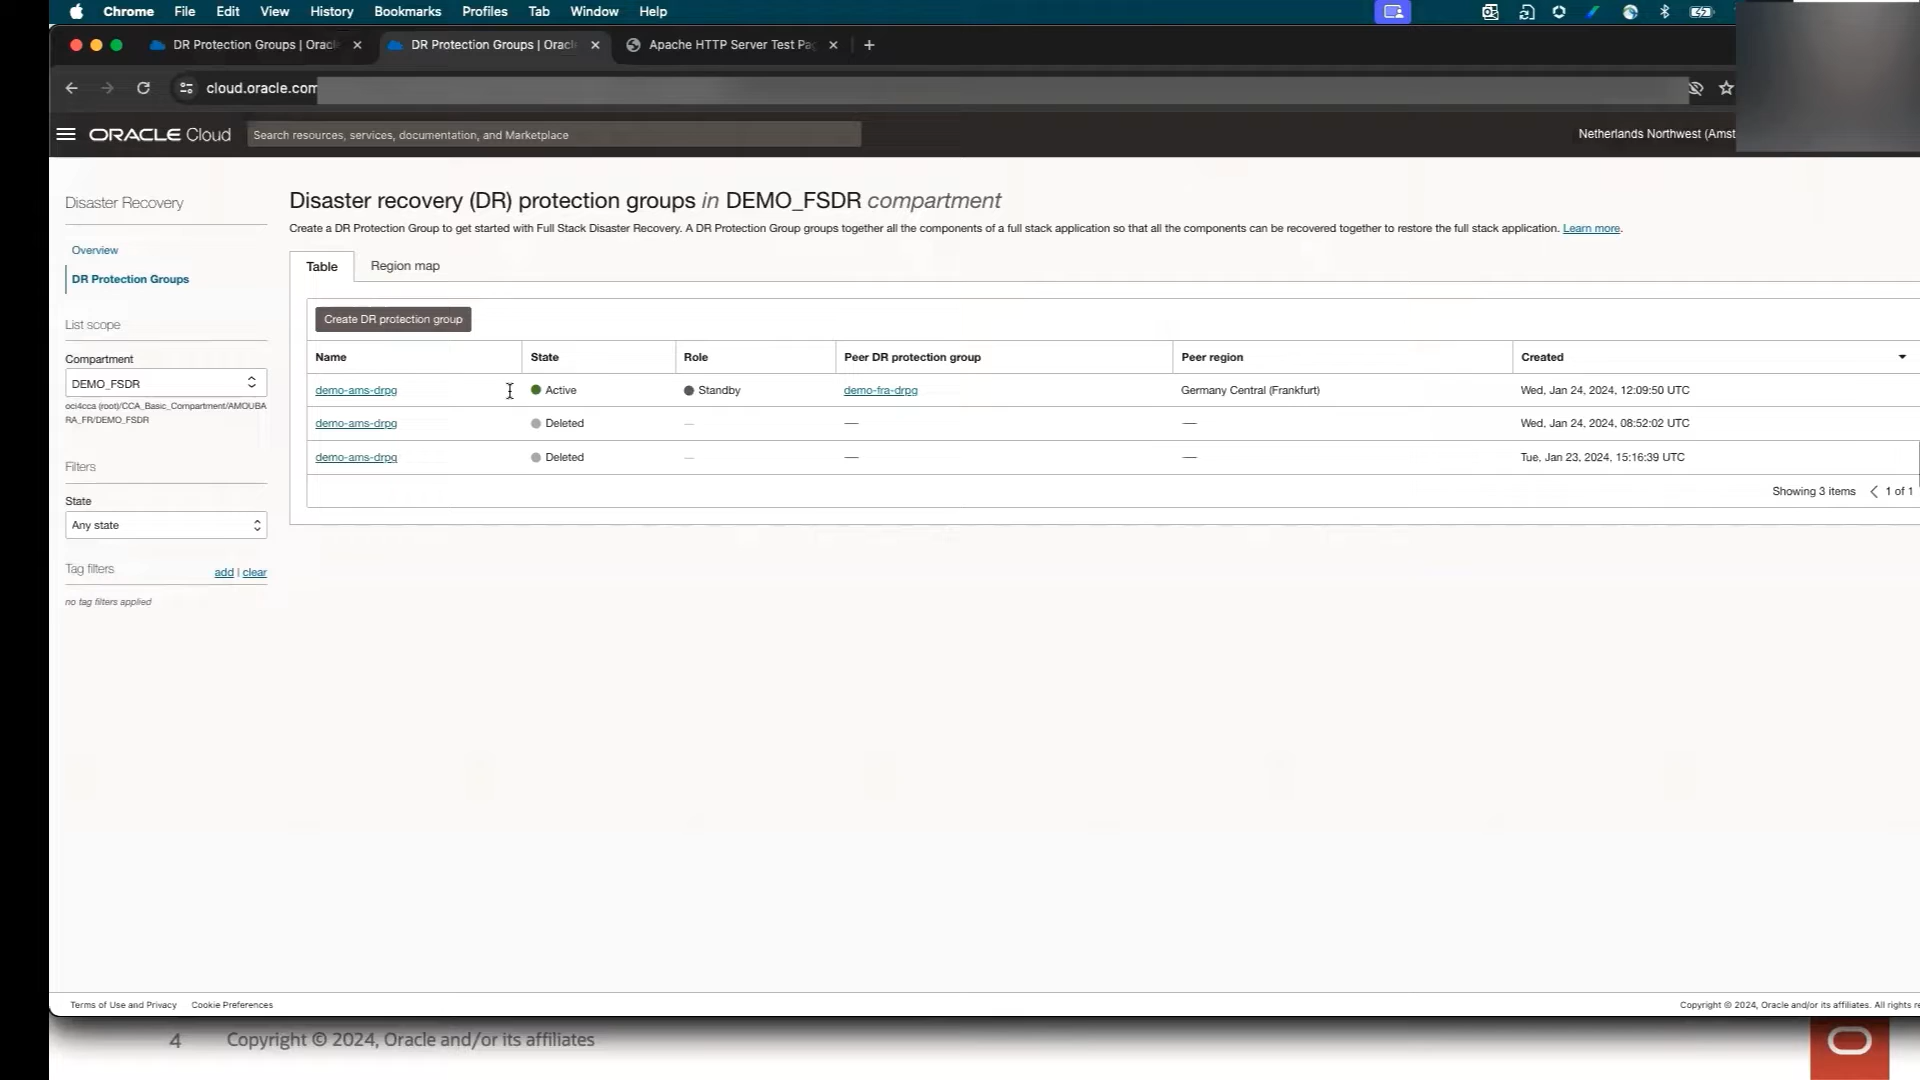 Chrome File Edit View History Bookmarks Profiles Tab Window Help
DR Protection Groups | Oracl
DR Protection Groups | Oracl
Apache HTTP Server Test Pa
cloud.oracle.com
ORACLE Cloud
Search resources, services, documentation, and Marketplace
Netherlands Northwest (Amst
Disaster Recovery
Overview
DR Protection Groups
List scope
Compartment
DEMO_FSDR
oci4cca (root)/CCA_Basic_Compartment/AMOUBA
RA_FR/DEMO_FSDR
Filters
State
Any state
Tag filters add | clear
no tag filters applied
Disaster recovery (DR) protection groups in DEMO_FSDR compartment
Create a DR Protection Group to get started with Full Stack Disaster Recovery. A DR Protection Group groups together all the components of a full stack application so that all the components can be recovered together to restore the full stack application. Learn more.
Table Region map
Create DR protection group
Name State Role Peer DR protection group Peer region Created
demo-ams-drpg Active Standby demo-fra-drpg Germany Central (Frankfurt) Wed, Jan 24, 2024, 12:09:50 UTC
demo-ams-drpg Deleted — — — Wed, Jan 24, 2024, 08:52:02 UTC
demo-ams-drpg Deleted — — — Tue, Jan 23, 2024, 15:16:39 UTC
Showing 3 items < 1 of 1
Terms of Use and Privacy Cookie Preferences
Copyright © 2024, Oracle and/or its affiliates. All rights re
4 Copyright © 2024, Oracle and/or its affiliates